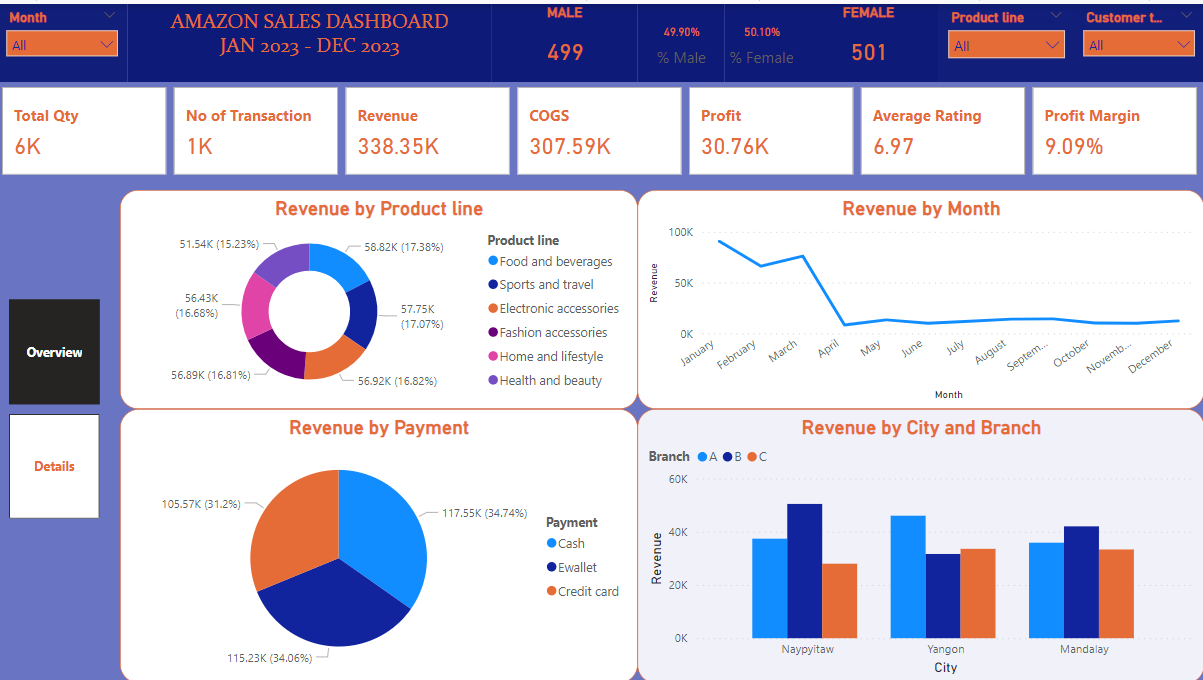 Month
All
AMAZON SALES DASHBOARD
JAN 2023 - DEC 2023
MALE
499
49.90%
% Male
50.10%
% Female
FEMALE
501
Product line
All
Customer t...
All
Total Qty
6K
No of Transaction
1K
Revenue
338.35K
COGS
307.59K
Profit
30.76K
Average Rating
6.97
Profit Margin
9.09%
Overview
Details
Revenue by Product line
51.54K (15.23%)
58.82K (17.38%)
56.43K
(16.68%)
57.75K
(17.07%)
56.89K (16.81%)
56.92K (16.82%)
Product line
Food and beverages
Sports and travel
Electronic accessories
Fashion accessories
Home and lifestyle
Health and beauty
Revenue by Month
100K
50K
0K
Revenue
January
February
March
April
May
June
July
August
Septem...
October
Novemb...
December
Month
Revenue by Payment
105.57K (31.2%)
117.55K (34.74%)
115.23K (34.06%)
Payment
Cash
Ewallet
Credit card
Revenue by City and Branch
Branch A B C
60K
40K
20K
0K
Revenue
Naypyitaw
Yangon
Mandalay
City